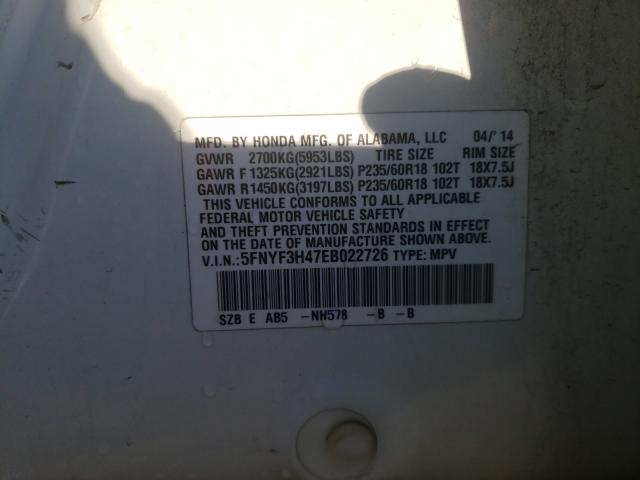 MFD. BY HONDA MFG. OF ALABAMA, LLC 04/'14
GVWR 2700KG(5953LBS) TIRE SIZE RIM SIZE
GAWR F 1325KG(2921LBS) P235/60R18 102T 18X7.5J
GAWR R1450KG(3197LBS) P235/60R18 102T 18X7.5J
THIS VEHICLE CONFORMS TO ALL APPLICABLE
FEDERAL MOTOR VEHICLE SAFETY
AND THEFT PREVENTION STANDARDS IN EFFECT
ON THE DATE OF MANUFACTURE SHOWN ABOVE.
V.I.N.:5FNYF3H47EB022726 TYPE: MPV
SZB E AB5 -NH578 -B -B